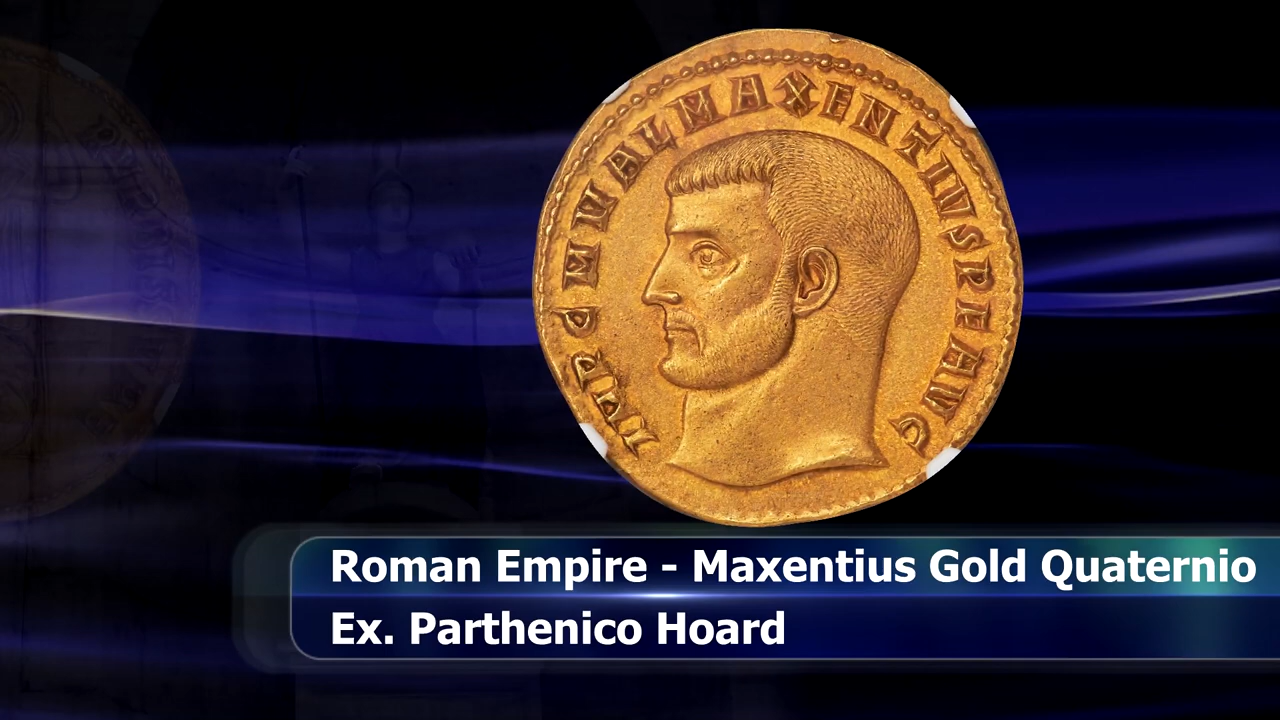 IMP C M VAL MAXENTIVS P F AVG
Roman Empire - Maxentius Gold Quaternio
Ex. Parthenico Hoard